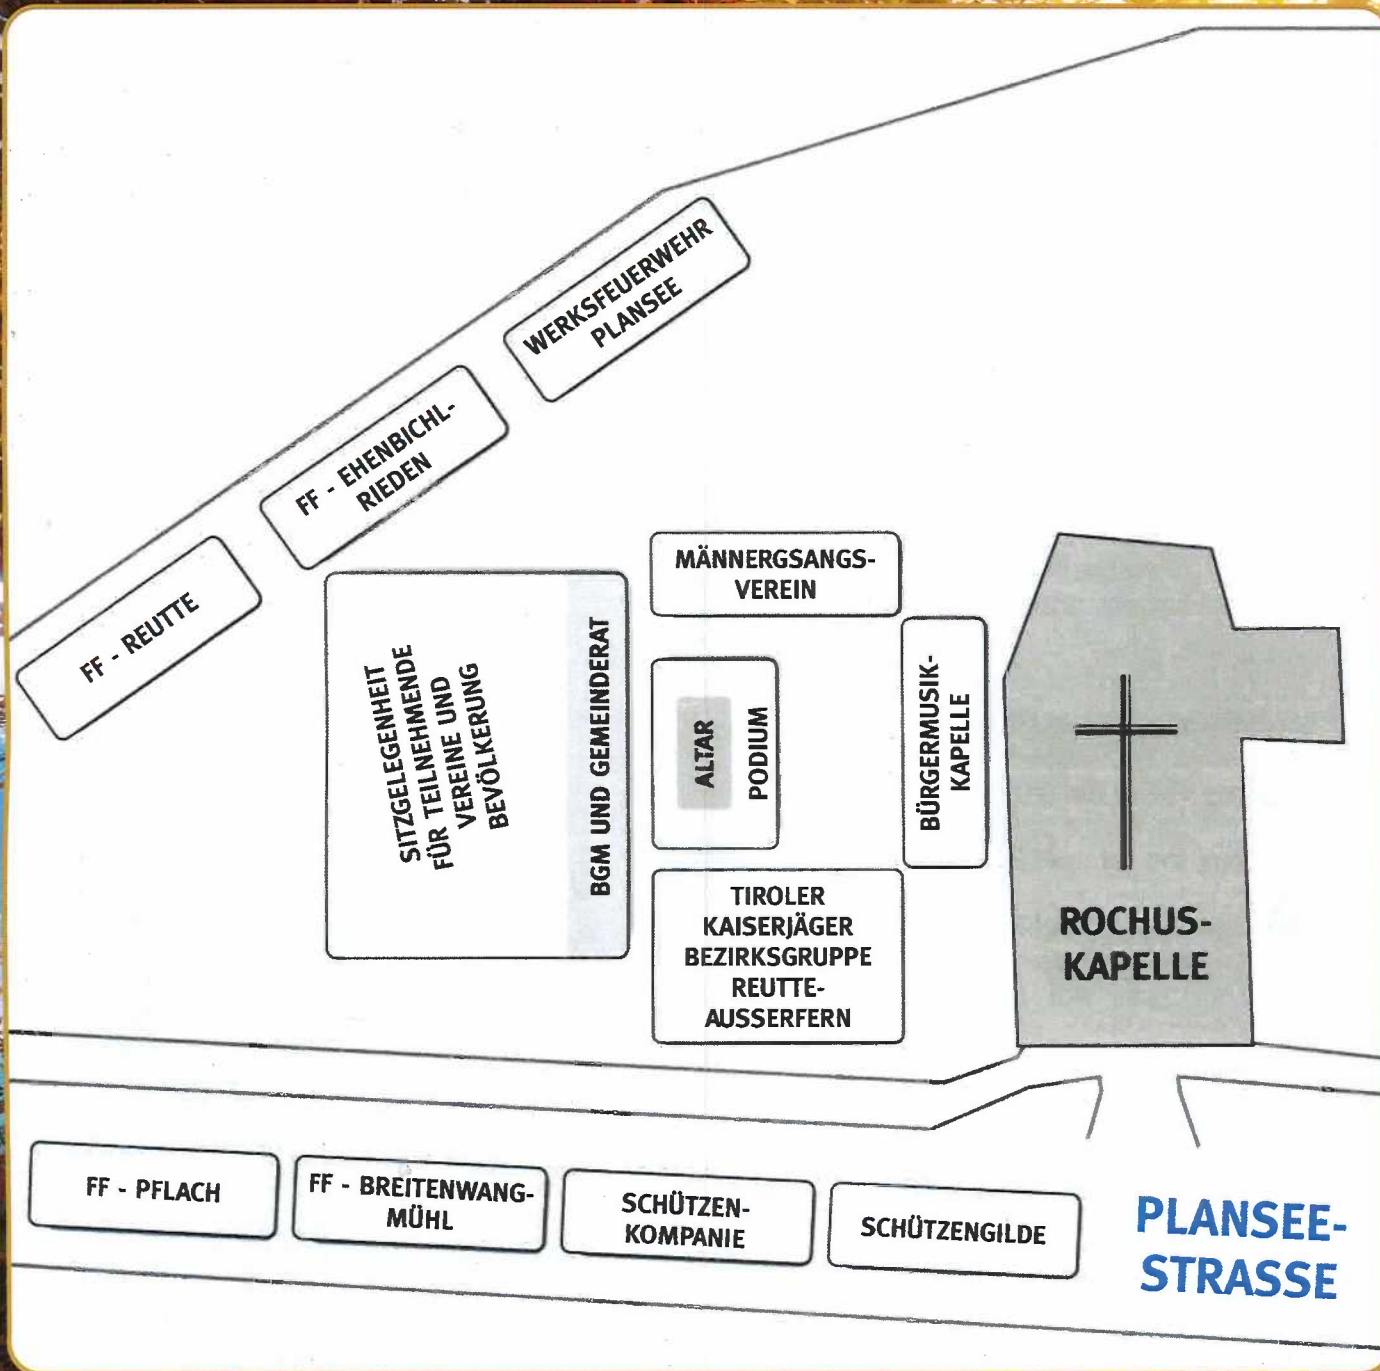 WERKSFEUERWEHR
PLANSEE
FF - EHENBICHL-
RIEDEN
FF - REUTTE
MÄNNERGSANGS-
VEREIN
SITZGELEGENHEIT
FÜR TEILNEHMENDE
VEREINE UND
BEVÖLKERUNG
BGM UND GEMEINDERAT
ALTAR
PODIUM
BÜRGERMUSIK-
KAPELLE
TIROLER
KAISERJÄGER
BEZIRKSGRUPPE
REUTTE-
AUSSERFERN
ROCHUS-
KAPELLE
FF - PFLACH
FF - BREITENWANG-
MÜHL
SCHÜTZEN-
KOMPANIE
SCHÜTZENGILDE
PLANSEE-
STRASSE